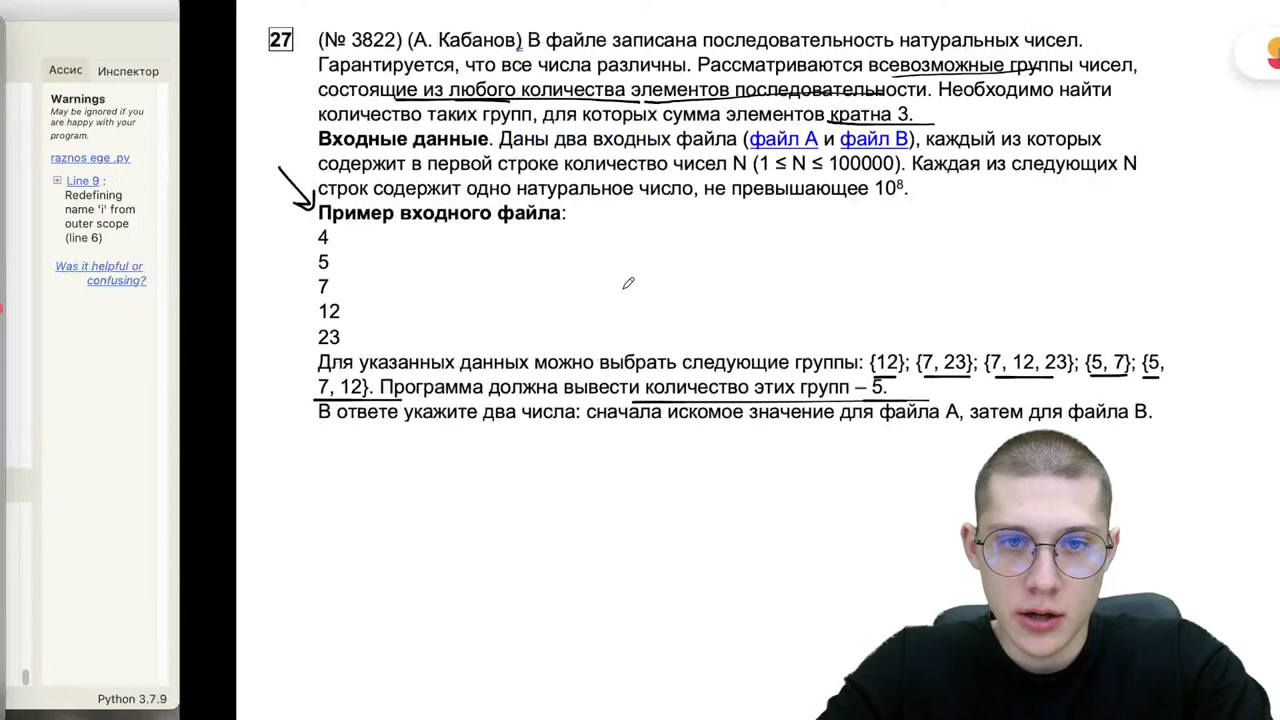 Ассис
Инспектор
Warnings
May be ignored if you
are happy with your
program.
raznos ege .py
Line 9 :
Redefining
name 'i' from
outer scope
(line 6)
Was it helpful or
confusing?
Python 3.7.9
27 (№ 3822) (А. Кабанов) В файле записана последовательность натуральных чисел.
Гарантируется, что все числа различны. Рассматриваются всевозможные группы чисел,
состоящие из любого количества элементов последовательности. Необходимо найти
количество таких групп, для которых сумма элементов кратна 3.
Входные данные. Даны два входных файла (файл A и файл B), каждый из которых
содержит в первой строке количество чисел N (1 ≤ N ≤ 100000). Каждая из следующих N
строк содержит одно натуральное число, не превышающее 10⁸.
Пример входного файла:
4
5
7
12
23
Для указанных данных можно выбрать следующие группы: {12}; {7, 23}; {7, 12, 23}; {5, 7}; {5,
7, 12}. Программа должна вывести количество этих групп – 5.
В ответе укажите два числа: сначала искомое значение для файла А, затем для файла B.